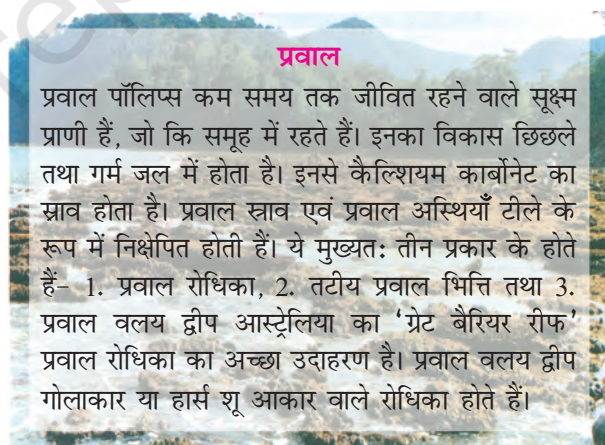 प्रवाल
प्रवाल पॉलिप्स कम समय तक जीवित रहने वाले सूक्ष्म
प्राणी हैं, जो कि समूह में रहते हैं। इनका विकास छिछले
तथा गर्म जल में होता है। इनसे कैल्शियम कार्बोनेट का
स्राव होता है। प्रवाल स्राव एवं प्रवाल अस्थियाँ टीले के
रूप में निक्षेपित होती हैं। ये मुख्यत: तीन प्रकार के होते
हैं– 1. प्रवाल रोधिका, 2. तटीय प्रवाल भित्ति तथा 3.
प्रवाल वलय द्वीप आस्ट्रेलिया का ‘ग्रेट बैरियर रीफ’
प्रवाल रोधिका का अच्छा उदाहरण है। प्रवाल वलय द्वीप
गोलाकार या हार्स शू आकार वाले रोधिका होते हैं।